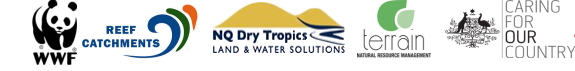 WWF
REEF
CATCHMENTS
NQ Dry Tropics
LAND & WATER SOLUTIONS
terrain
NATURAL RESOURCE MANAGEMENT
CARING
FOR
OUR
COUNTRY